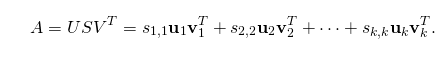 A = USV^T = s_{1,1}u_1v_1^T + s_{2,2}u_2v_2^T + ⋯ + s_{k,k}u_kv_k^T.